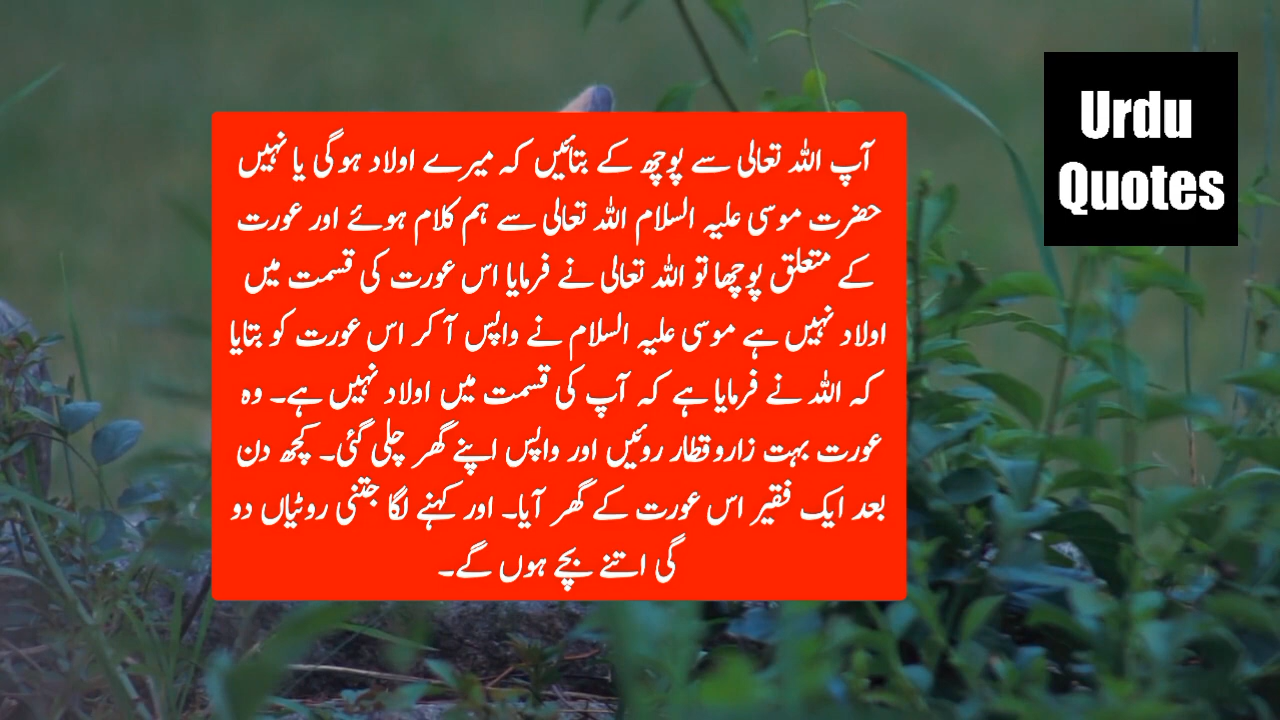 آپ اللہ تعالی سے پوچھ کے بتائیں کہ میرے اولاد ہوگی یا نہیں
حضرت موسی علیہ السلام اللہ تعالی سے ہم کلام ہوئے اور عورت
کے متعلق پوچھا تو اللہ تعالی نے فرمایا اس عورت کی قسمت میں
اولاد نہیں ہے موسی علیہ السلام نے واپس آ کر اس عورت کو بتایا
کہ اللہ نے فرمایا ہے کہ آپ کی قسمت میں اولاد نہیں ہے۔ وہ
عورت بہت زاروقطار روئیں اور واپس اپنے گھر چلی گئی۔ کچھ دن
بعد ایک فقیر اس عورت کے گھر آیا۔ اور کہنے لگا جتنی روٹیاں دو
گی اتنے بچے ہوں گے۔
Urdu
Quotes